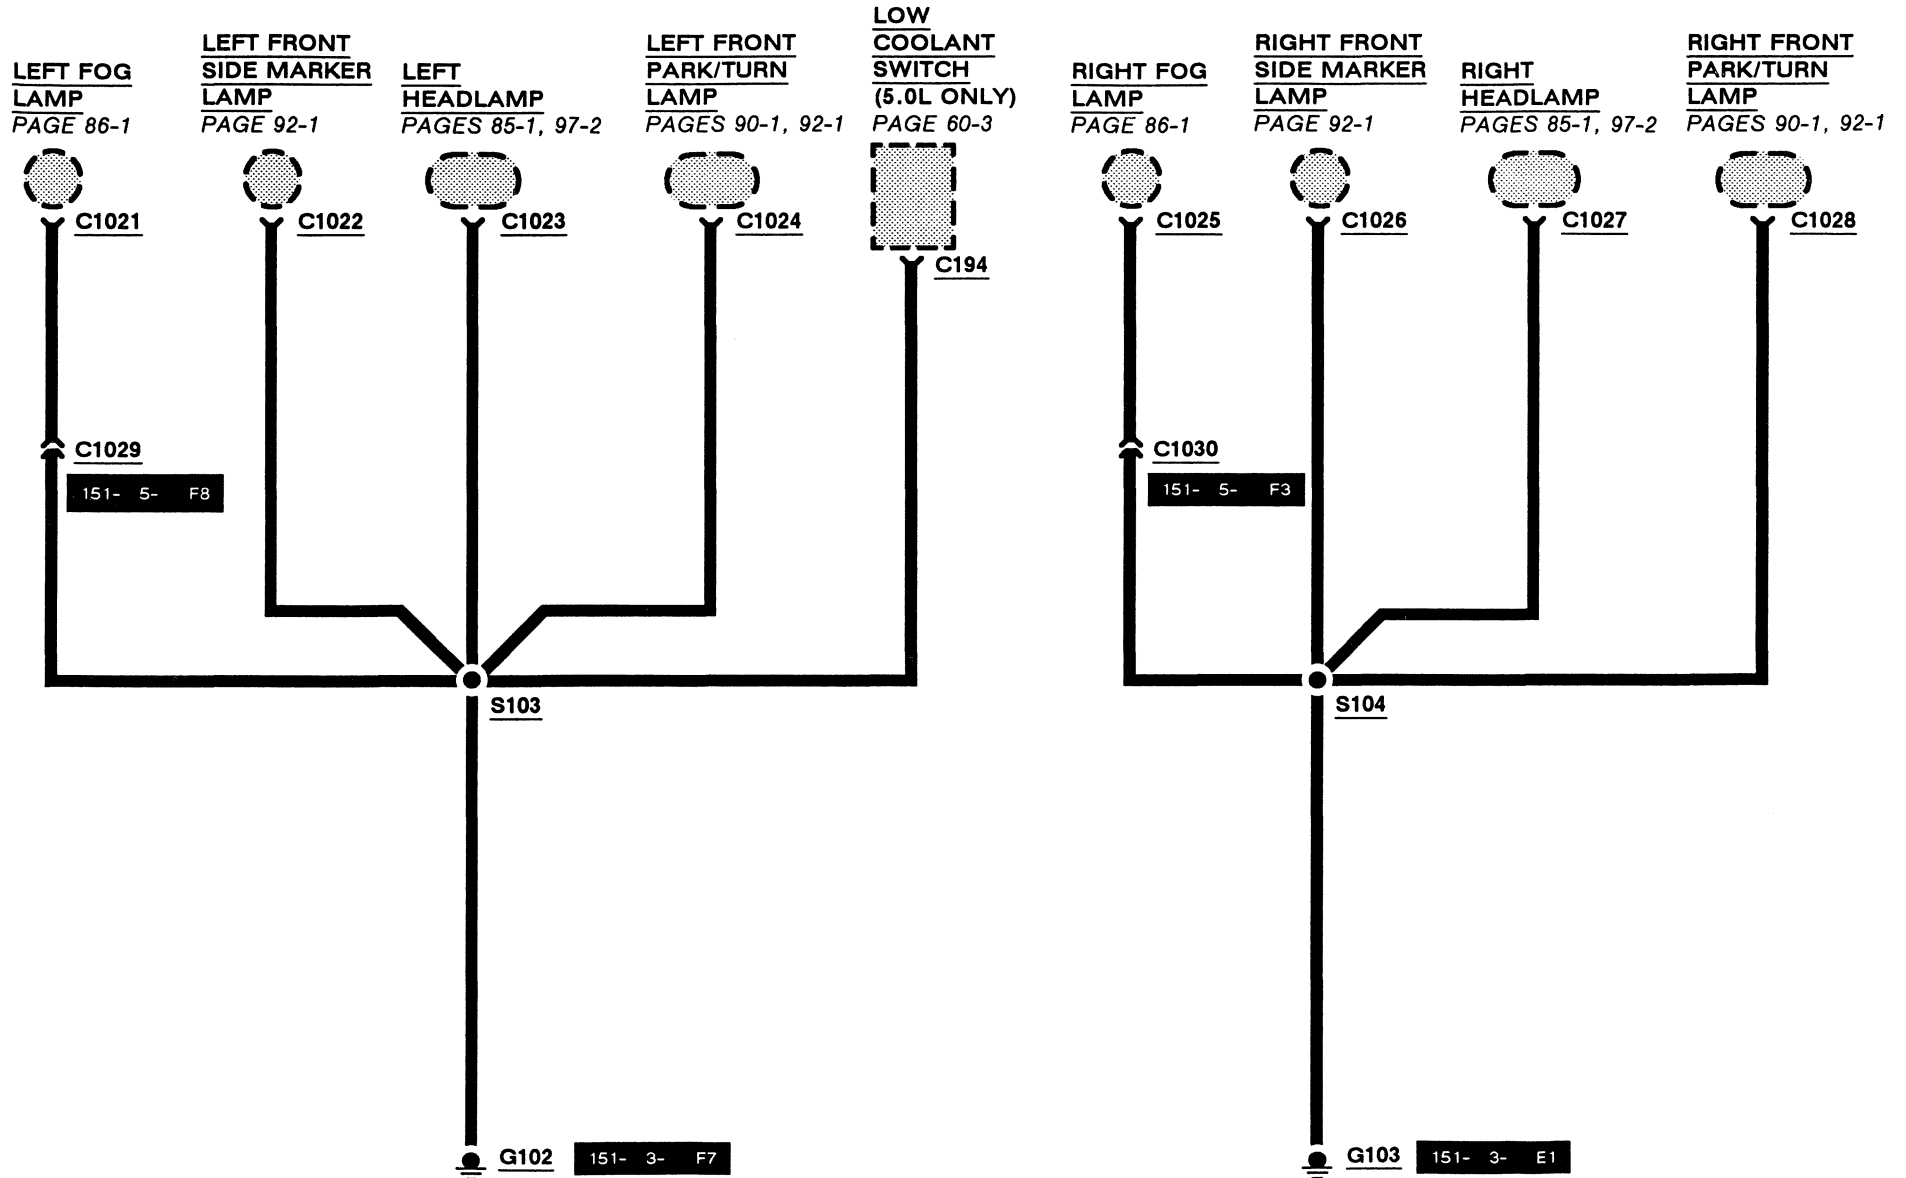 LEFT FOG
LAMP
PAGE 86-1
LEFT FRONT
SIDE MARKER
LAMP
PAGE 92-1
LEFT
HEADLAMP
PAGES 85-1, 97-2
LEFT FRONT
PARK/TURN
LAMP
PAGES 90-1, 92-1
LOW
COOLANT
SWITCH
(5.0L ONLY)
PAGE 60-3
RIGHT FOG
LAMP
PAGE 86-1
RIGHT FRONT
SIDE MARKER
LAMP
PAGE 92-1
RIGHT
HEADLAMP
PAGES 85-1, 97-2
RIGHT FRONT
PARK/TURN
LAMP
PAGES 90-1, 92-1
C1021
C1022
C1023
C1024
C194
C1025
C1026
C1027
C1028
C1029
151- 5- F8
C1030
151- 5- F3
S103
S104
G102
151- 3- F7
G103
151- 3- E1